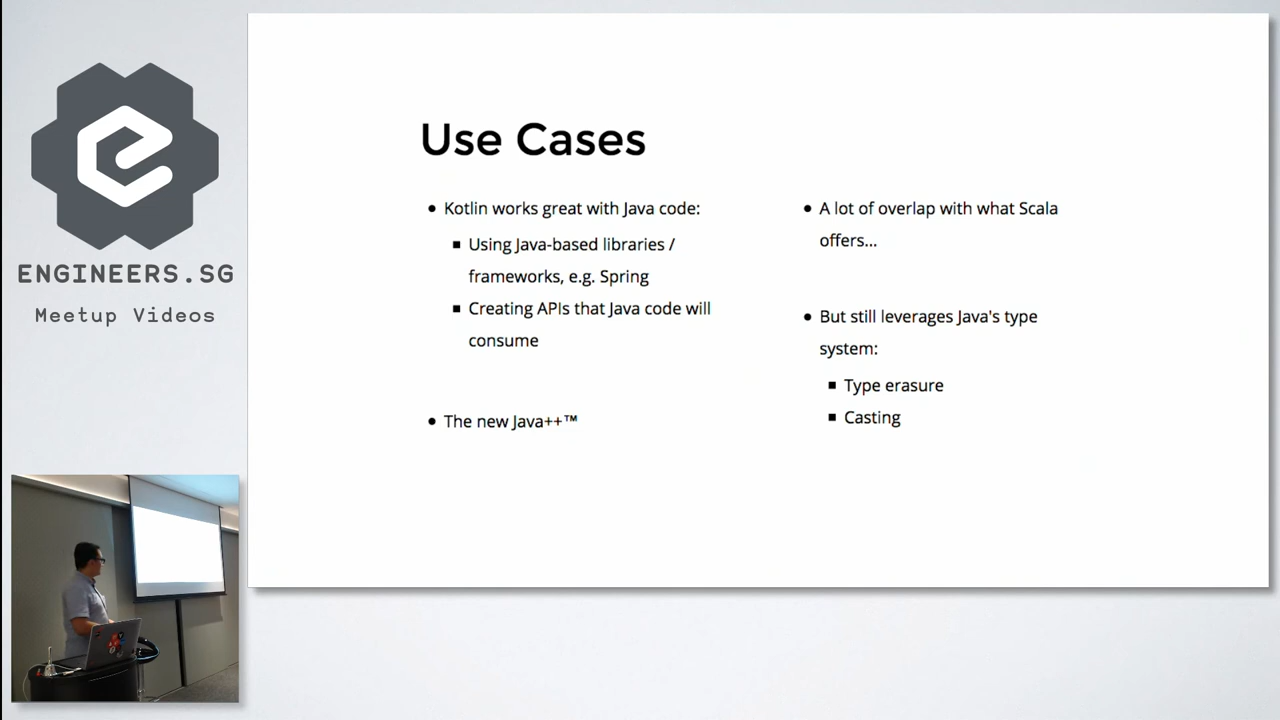 ENGINEERS.SG
Meetup Videos
Use Cases
• Kotlin works great with Java code:
▪ Using Java-based libraries /
frameworks, e.g. Spring
▪ Creating APIs that Java code will
consume
• The new Java++™
• A lot of overlap with what Scala
offers...
• But still leverages Java's type
system:
▪ Type erasure
▪ Casting